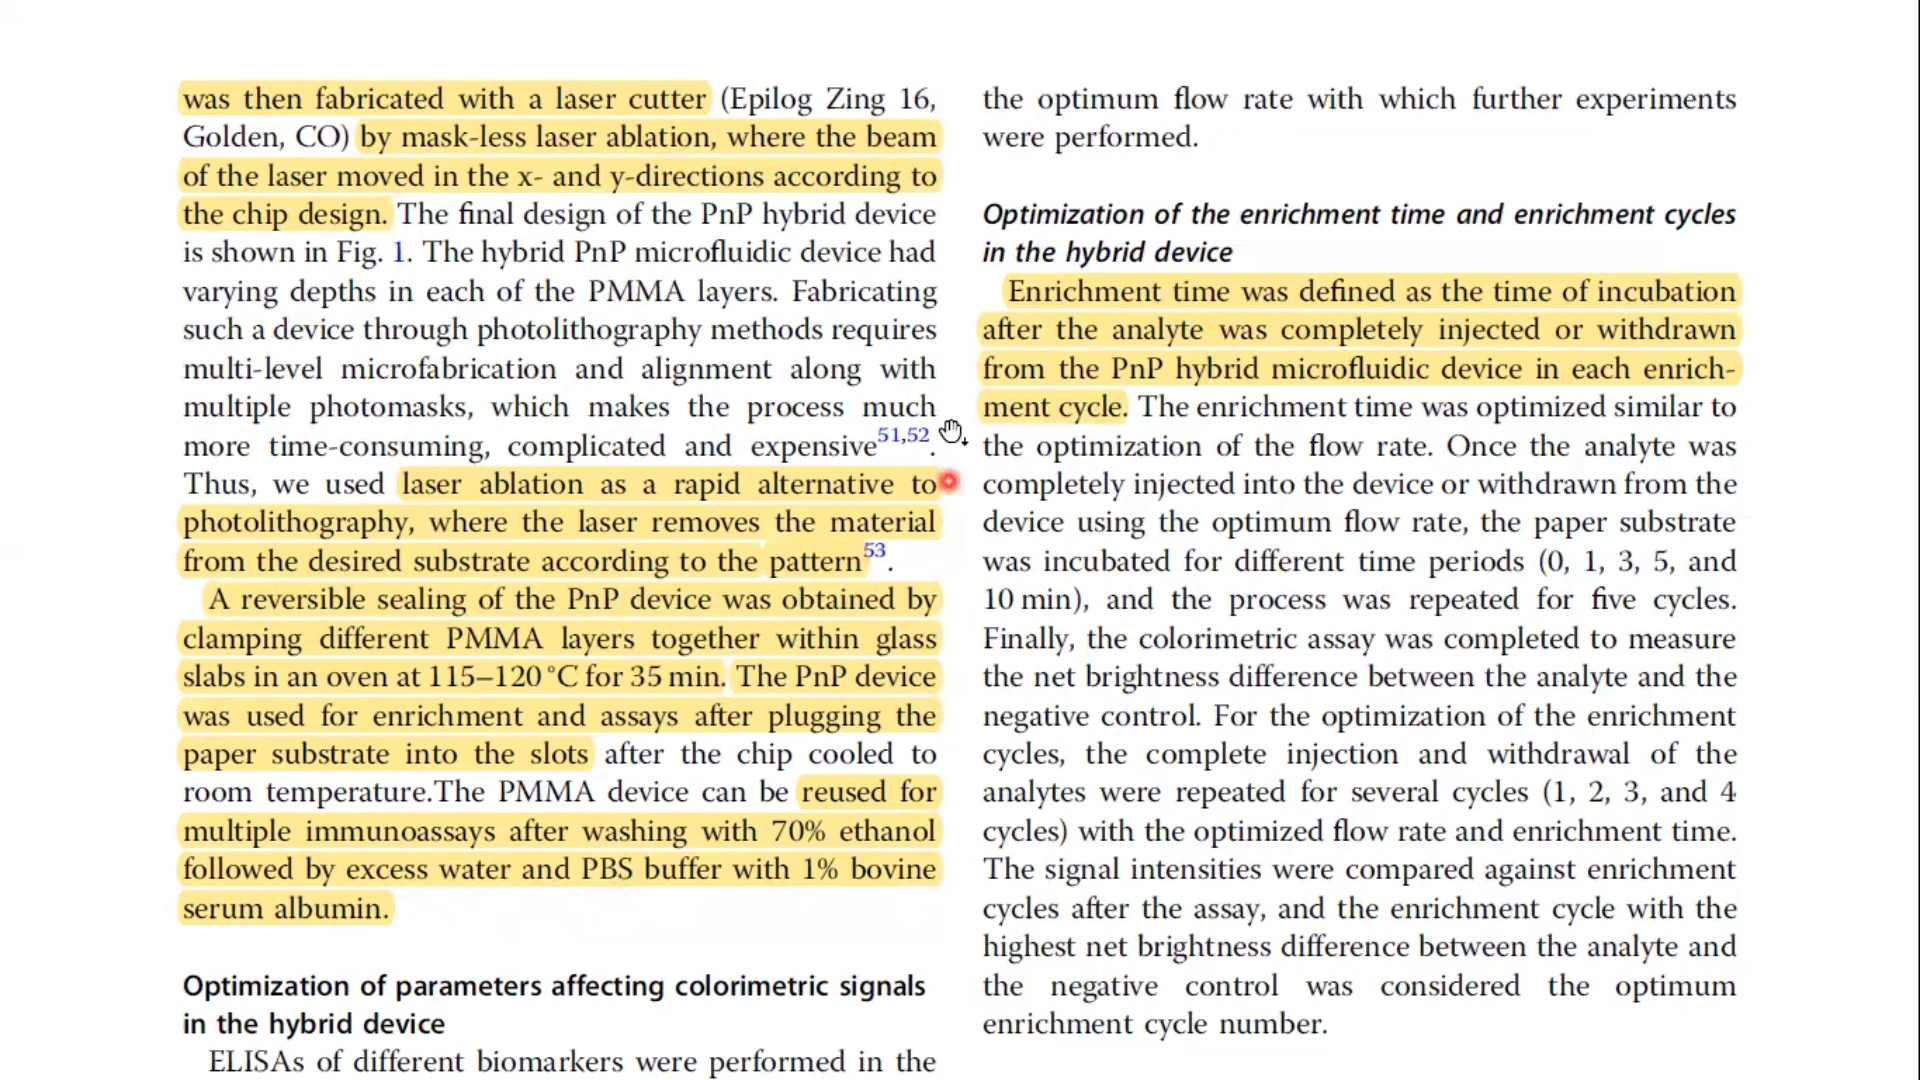 was then fabricated with a laser cutter (Epilog Zing 16,
Golden, CO) by mask-less laser ablation, where the beam
of the laser moved in the x- and y-directions according to
the chip design. The final design of the PnP hybrid device
is shown in Fig. 1. The hybrid PnP microfluidic device had
varying depths in each of the PMMA layers. Fabricating
such a device through photolithography methods requires
multi-level microfabrication and alignment along with
multiple photomasks, which makes the process much
more time-consuming, complicated and expensive51,52.
Thus, we used laser ablation as a rapid alternative to
photolithography, where the laser removes the material
from the desired substrate according to the pattern53.
A reversible sealing of the PnP device was obtained by
clamping different PMMA layers together within glass
slabs in an oven at 115–120 °C for 35 min. The PnP device
was used for enrichment and assays after plugging the
paper substrate into the slots after the chip cooled to
room temperature.The PMMA device can be reused for
multiple immunoassays after washing with 70% ethanol
followed by excess water and PBS buffer with 1% bovine
serum albumin.
Optimization of parameters affecting colorimetric signals
in the hybrid device
ELISAs of different biomarkers were performed in the
the optimum flow rate with which further experiments
were performed.
Optimization of the enrichment time and enrichment cycles
in the hybrid device
Enrichment time was defined as the time of incubation
after the analyte was completely injected or withdrawn
from the PnP hybrid microfluidic device in each enrich-
ment cycle. The enrichment time was optimized similar to
the optimization of the flow rate. Once the analyte was
completely injected into the device or withdrawn from the
device using the optimum flow rate, the paper substrate
was incubated for different time periods (0, 1, 3, 5, and
10 min), and the process was repeated for five cycles.
Finally, the colorimetric assay was completed to measure
the net brightness difference between the analyte and the
negative control. For the optimization of the enrichment
cycles, the complete injection and withdrawal of the
analytes were repeated for several cycles (1, 2, 3, and 4
cycles) with the optimized flow rate and enrichment time.
The signal intensities were compared against enrichment
cycles after the assay, and the enrichment cycle with the
highest net brightness difference between the analyte and
the negative control was considered the optimum
enrichment cycle number.